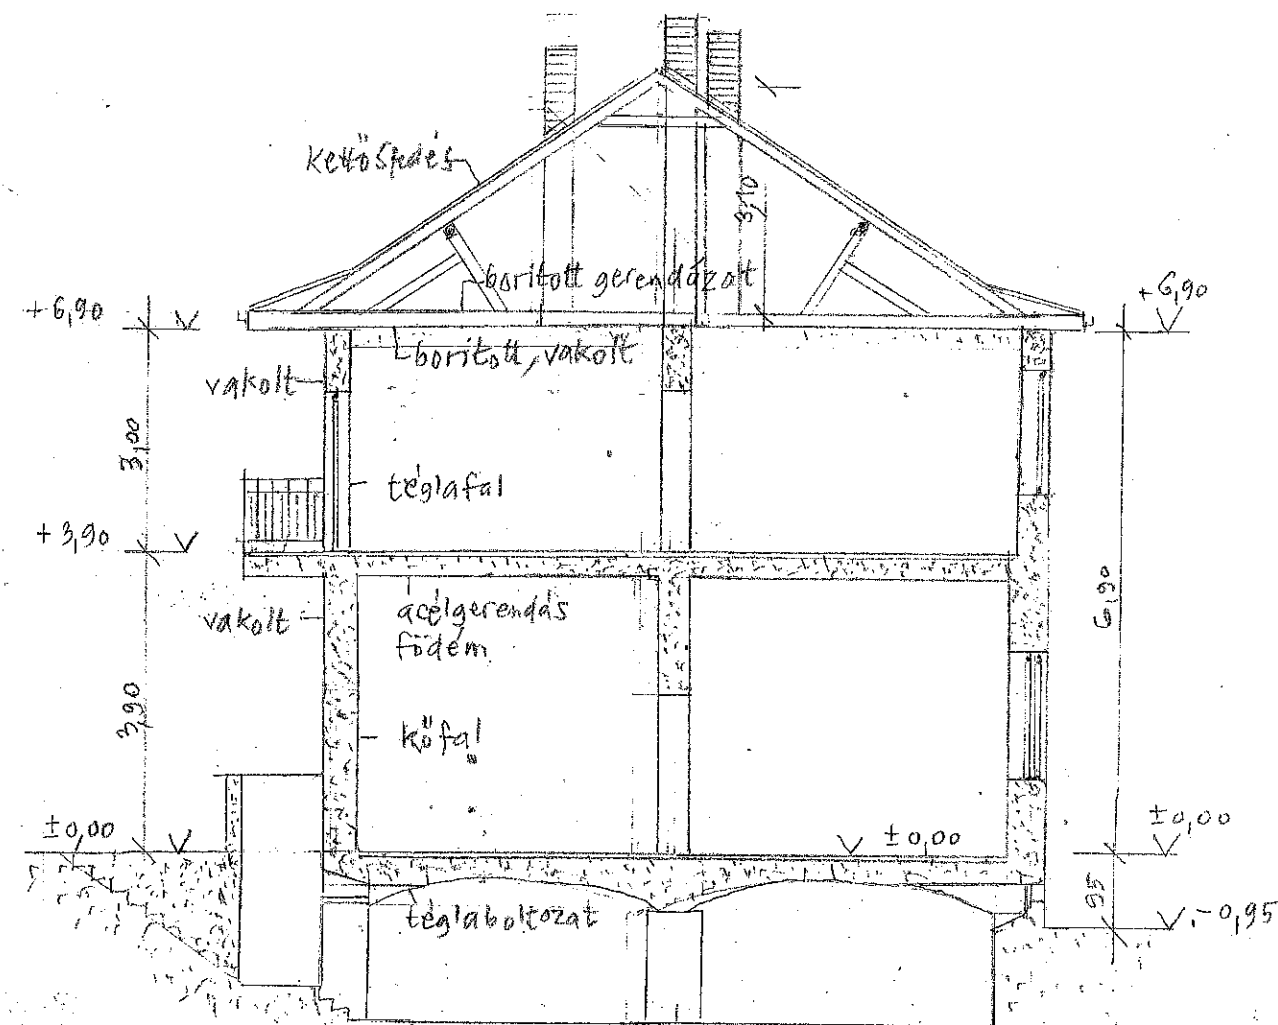 kettősfedés
3,10
borított gerendázat
+6,90
+6,90
borított, vakolt
vakolt
3,00
téglafal
+3,90
vakolt
acélgerendás
födém
6,90
3,90
kőfal
±0,00
±0,00
±0,00
téglaboltozat
95
-0,95